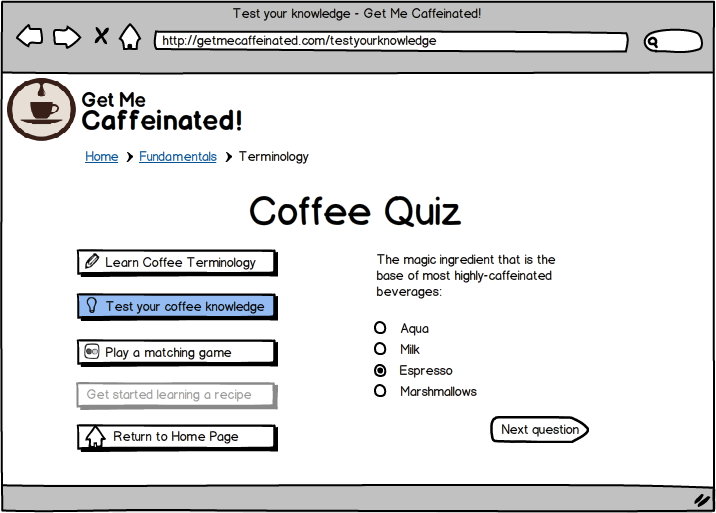 Test your knowledge - Get Me Caffeinated!
http://getmecaffeinated.com/testyourknowledge
Get Me
Caffeinated!
Home Fundamentals Terminology
Coffee Quiz
Learn Coffee Terminology
Test your coffee knowledge
Play a matching game
Get started learning a recipe
Return to Home Page
The magic ingredient that is the
base of most highly-caffeinated
beverages:
Aqua
Milk
Espresso
Marshmallows
Next question